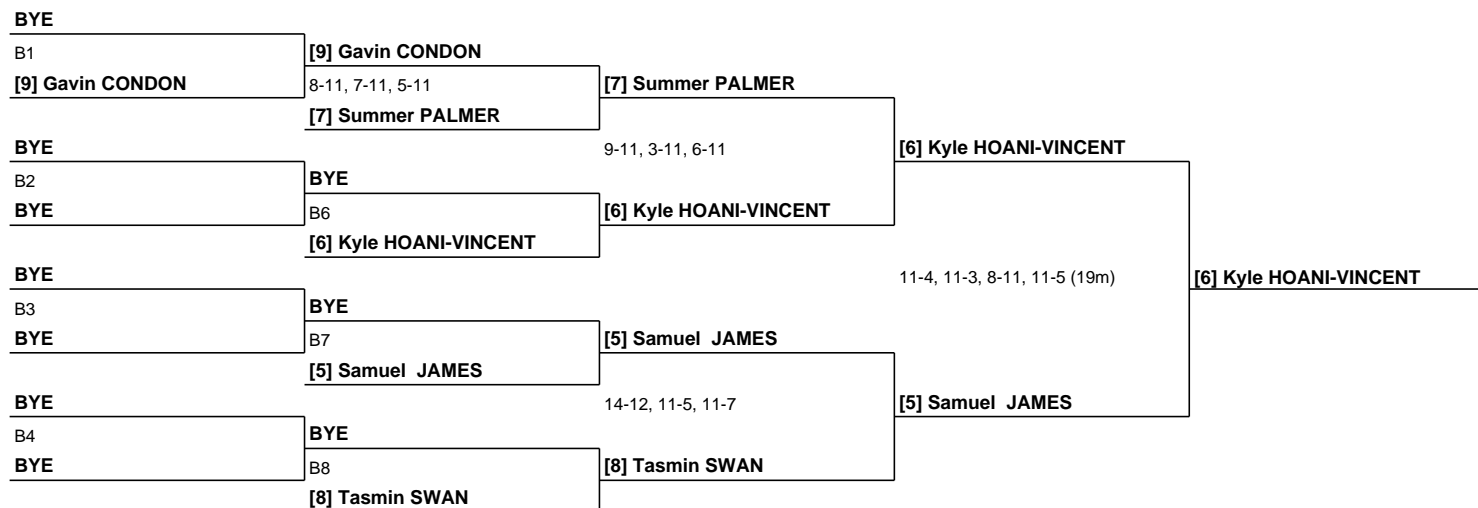 BYE
B1
[9] Gavin CONDON
[9] Gavin CONDON
8-11, 7-11, 5-11
[7] Summer PALMER
[7] Summer PALMER
BYE
B2
BYE
BYE
B6
[6] Kyle HOANI-VINCENT
9-11, 3-11, 6-11
[6] Kyle HOANI-VINCENT
[6] Kyle HOANI-VINCENT
BYE
B3
BYE
BYE
B7
[5] Samuel JAMES
[5] Samuel JAMES
11-4, 11-3, 8-11, 11-5 (19m)
[6] Kyle HOANI-VINCENT
BYE
B4
BYE
BYE
B8
[8] Tasmin SWAN
14-12, 11-5, 11-7
[8] Tasmin SWAN
[5] Samuel JAMES